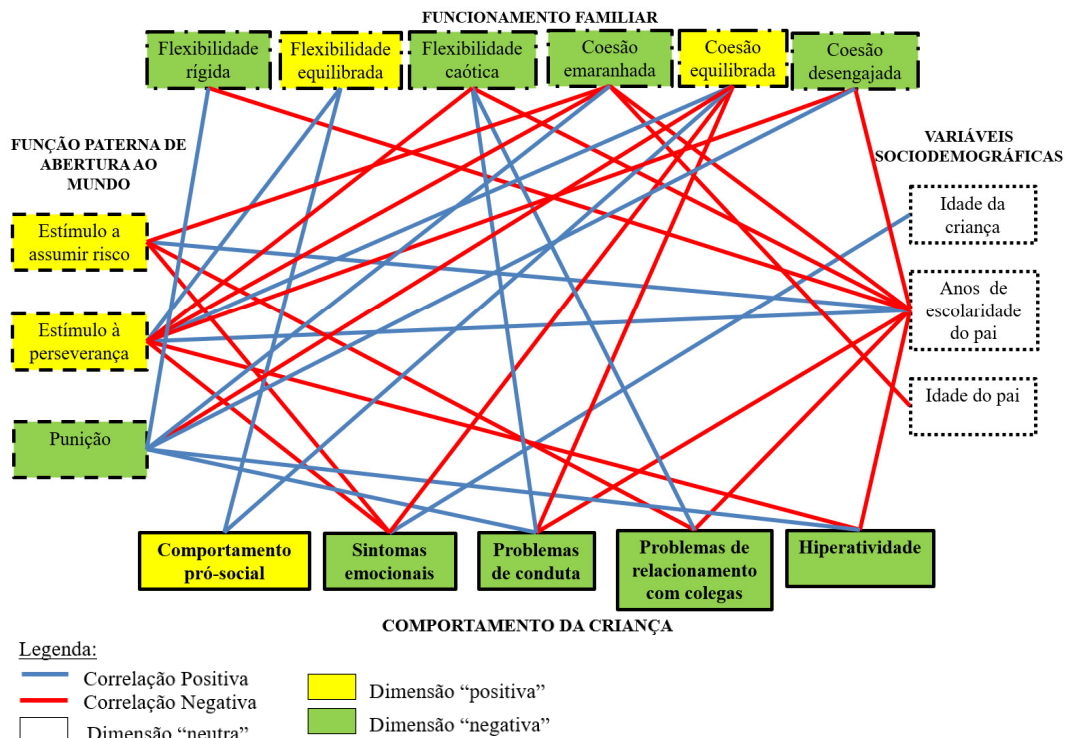 FUNCIONAMENTO FAMILIAR
Flexibilidade
rígida
Flexibilidade
equilibrada
Flexibilidade
caótica
Coesão
emaranhada
Coesão
equilibrada
Coesão
desengajada
FUNÇÃO PATERNA DE
ABERTURA AO
MUNDO
VARIÁVEIS
SOCIODEMOGRÁFICAS
Estímulo a
assumir risco
Estímulo à
perseverança
Punição
Idade da
criança
Anos de
escolaridade
do pai
Idade do pai
Comportamento
pró-social
Sintomas
emocionais
Problemas
de conduta
Problemas de
relacionamento
com colegas
Hiperatividade
COMPORTAMENTO DA CRIANÇA
Legenda:
Correlação Positiva
Correlação Negativa
Dimensão “neutra”
Dimensão “positiva”
Dimensão “negativa”